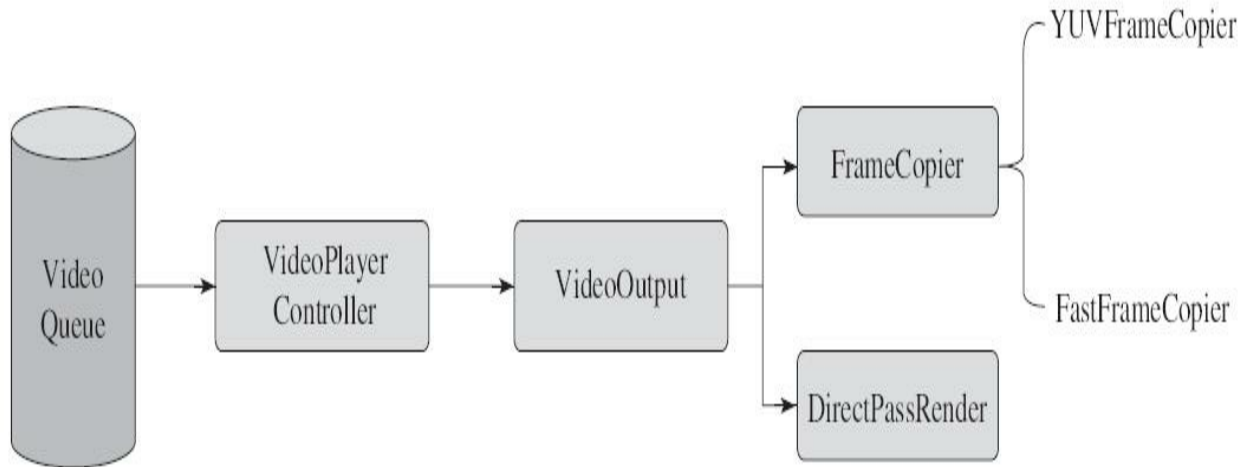 Video
Queue
VideoPlayer
Controller
VideoOutput
FrameCopier
YUVFrameCopier
FastFrameCopier
DirectPassRender